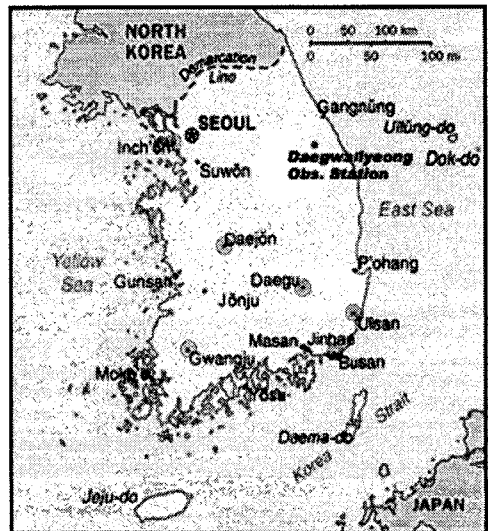 NORTH
KOREA
0 50 100 km
0 50 100 mi
Demarcation
Line
Gangnŭng
SEOUL
Ullŭng-do
Inch'ŏn
Daegwallyeong
Obs. Station
Dok-do
Suwŏn
East Sea
Daejŏn
Yellow
Sea
P'ohang
Gunsan
Daegu
Jŏnju
Ulsan
Masan
Jinhae
Gwangju
Busan
Yŏsu
Daema-do
Korea Strait
Jeju-do
JAPAN